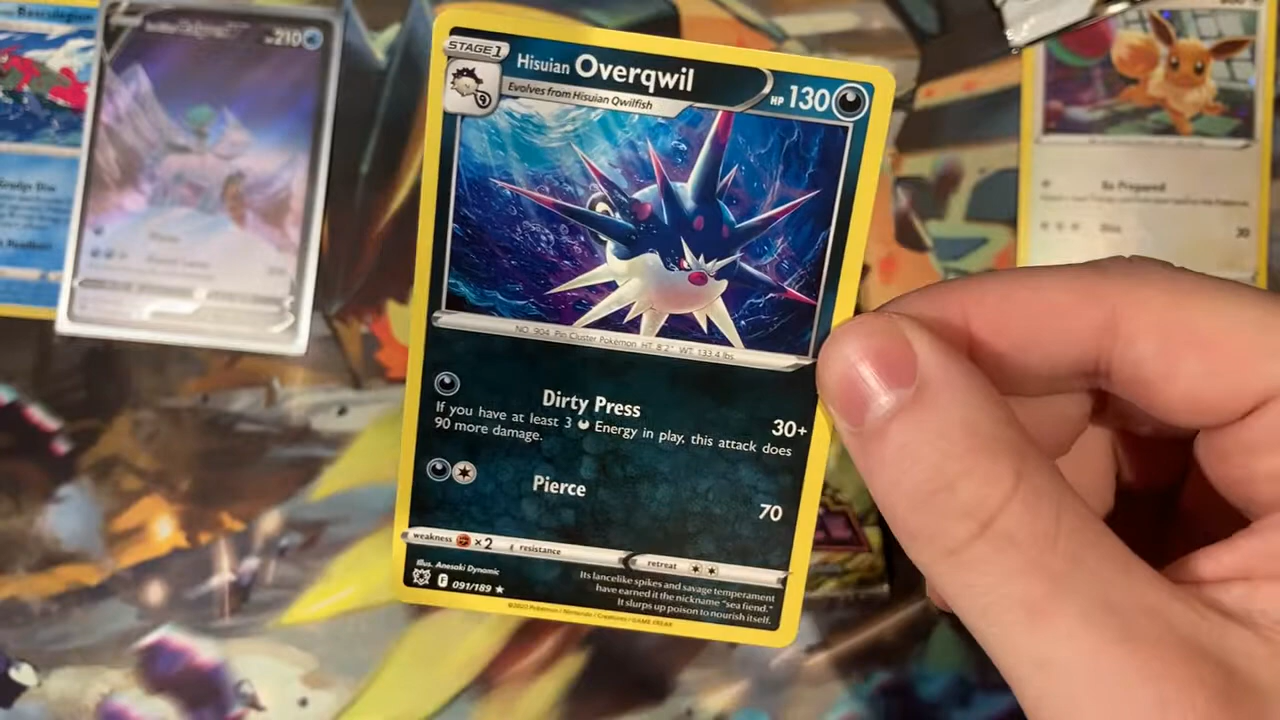 STAGE 1
Hisuian Overqwil
HP 130
Evolves from Hisuian Qwilfish
NO. 904 Pin Cluster Pokémon HT: 8'2" WT: 133.4 lbs.
Dirty Press
30+
If you have at least 3 Energy in play, this attack does
90 more damage.
Pierce
70
weakness ×2 resistance
retreat
Illus. Anesaki Dynamic
F 091/189 ★
Its lancelike spikes and savage temperament
have earned it the nickname "sea fiend."
It slurps up poison to nourish itself.
©2022 Pokémon / Nintendo / Creatures / GAME FREAK
210
Be Prepared
30